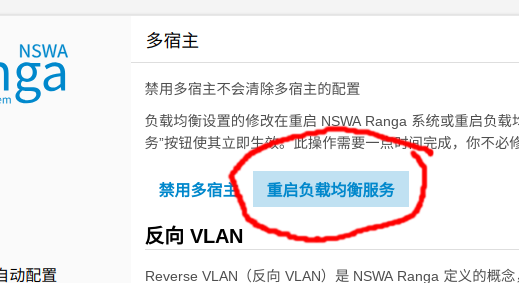 NSWA
nga
em
多宿主
禁用多宿主不会清除多宿主的配置
负载均衡设置的修改在重启 NSWA Ranga 系统或重启负载均
务”按钮使其立即生效。此操作需要一点时间完成，你不必修
禁用多宿主
重启负载均衡服务
反向 VLAN
自动配置
Reverse VLAN（反向 VLAN）是 NSWA Ranga 定义的概念，